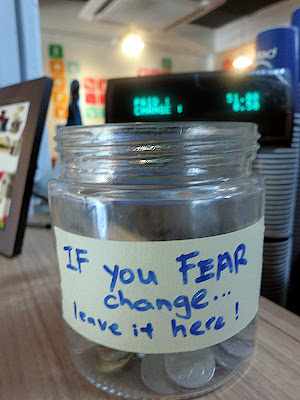 PAID :
CHANGE :
IF you FEAR
change...
leave it here!